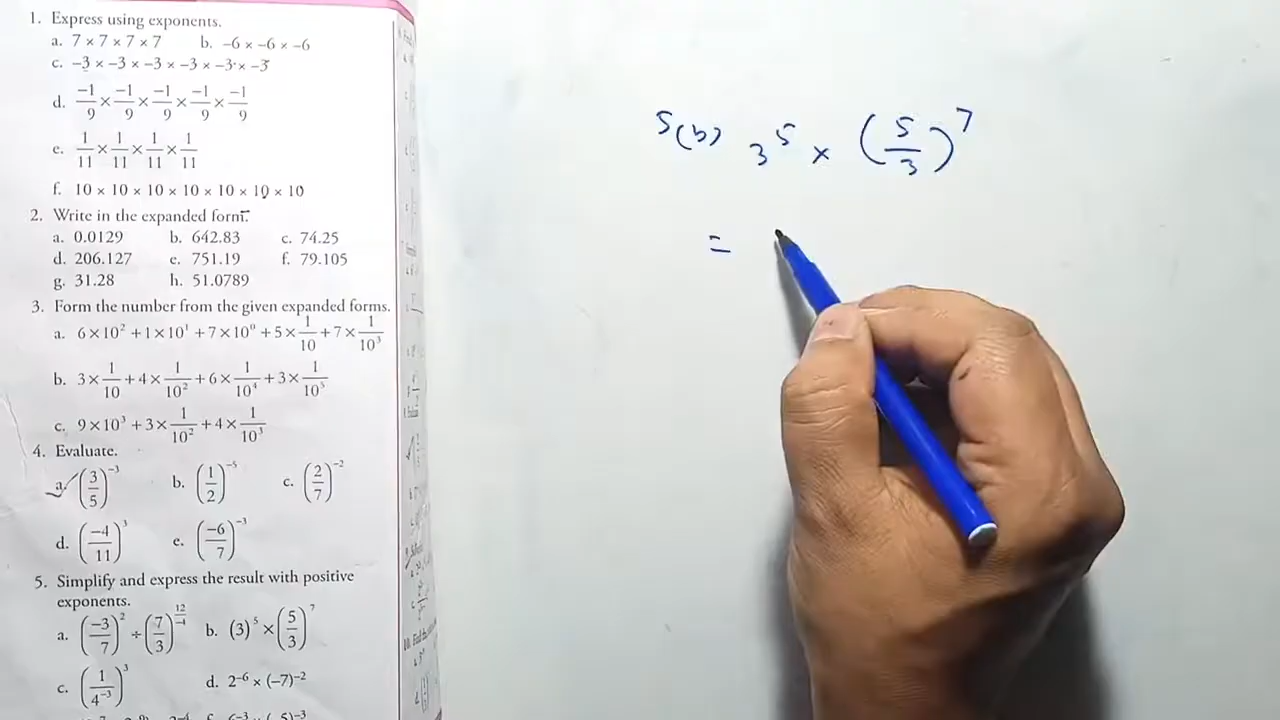 1. Express using exponents.
a. 7 × 7 × 7 × 7 b. −6 × −6 × −6
c. −3 × −3 × −3 × −3 × −3 × −3
d. −1/9 × −1/9 × −1/9 × −1/9 × −1/9
e. 1/11 × 1/11 × 1/11 × 1/11
f. 10 × 10 × 10 × 10 × 10 × 10 × 10
2. Write in the expanded form.
a. 0.0129 b. 642.83 c. 74.25
d. 206.127 e. 751.19 f. 79.105
g. 31.28 h. 51.0789
3. Form the number from the given expanded forms.
a. 6×10² + 1×10¹ + 7×10⁰ + 5×1/10 + 7×1/10³
b. 3×1/10 + 4×1/10² + 6×1/10⁴ + 3×1/10⁵
c. 9×10³ + 3×1/10² + 4×1/10³
4. Evaluate.
a. (3/5)⁻³ b. (1/2)⁻⁵ c. (2/7)⁻²
d. (−4/11)³ e. (−6/7)⁻³
5. Simplify and express the result with positive
exponents.
a. (−3/7)² ÷ (7/3)^(12/−4) b. (3)⁵ × (5/3)⁷
c. (1/4⁻³)³ d. 2⁻⁶ × (−7)⁻²
5(b) 3⁵ × (5/3)⁷
=